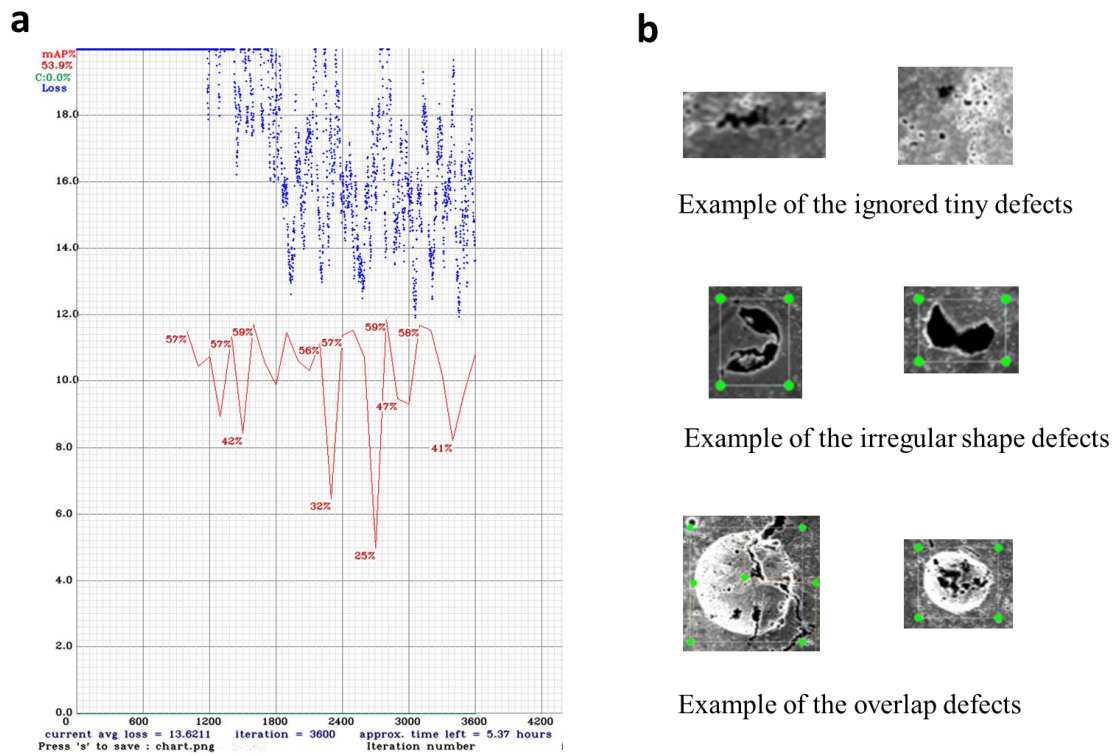 a
mAP%
53.9%
C:0.0%
Loss
18.0
16.0
14.0
12.0
10.0
8.0
6.0
4.0
2.0
0.0
57%
57%
42%
59%
56%
57%
32%
59%
25%
47%
58%
41%
0 600 1200 1800 2400 3000 3600 4200
current avg loss = 13.6211 iteration = 3600 approx. time left = 5.37 hours
Press 's' to save : chart.png Iteration number
b
Example of the ignored tiny defects
Example of the irregular shape defects
Example of the overlap defects